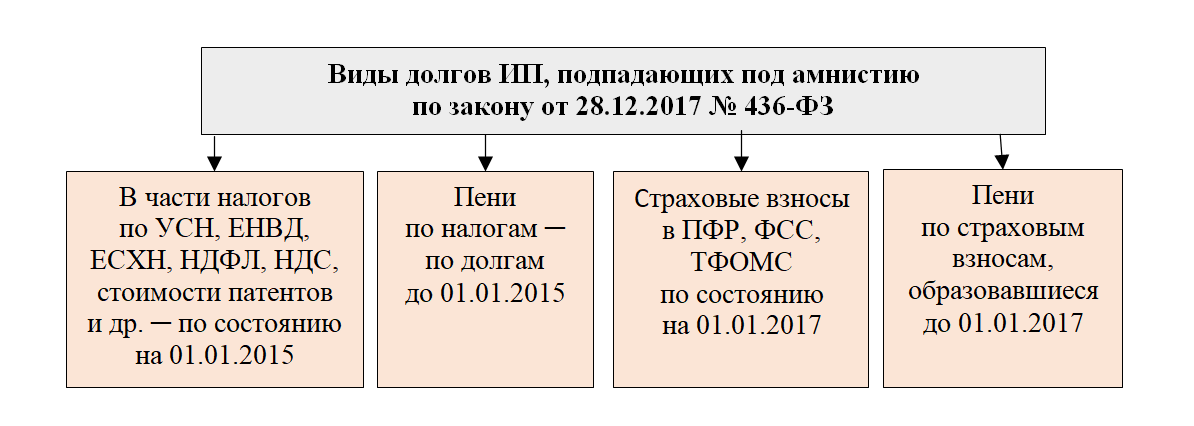 Виды долгов ИП, подпадающих под амнистию
по закону от 28.12.2017 № 436-ФЗ
В части налогов
по УСН, ЕНВД,
ЕСХН, НДФЛ, НДС,
стоимости патентов
и др. — по состоянию
на 01.01.2015
Пени
по налогам —
по долгам
до 01.01.2015
Страховые взносы
в ПФР, ФСС,
ТФОМС
по состоянию
на 01.01.2017
Пени
по страховым
взносам,
образовавшиеся
до 01.01.2017